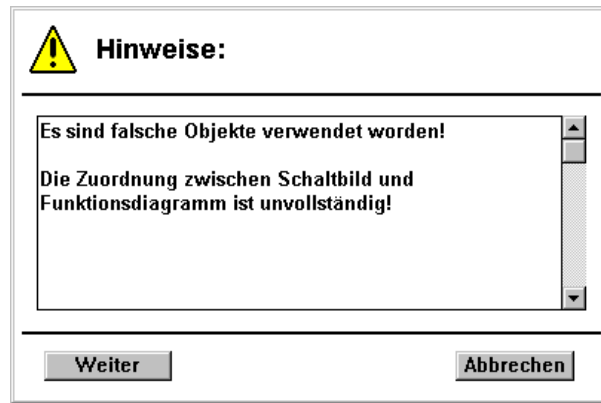 Hinweise:
Es sind falsche Objekte verwendet worden!
Die Zuordnung zwischen Schaltbild und
Funktionsdiagramm ist unvollständig!
Weiter
Abbrechen